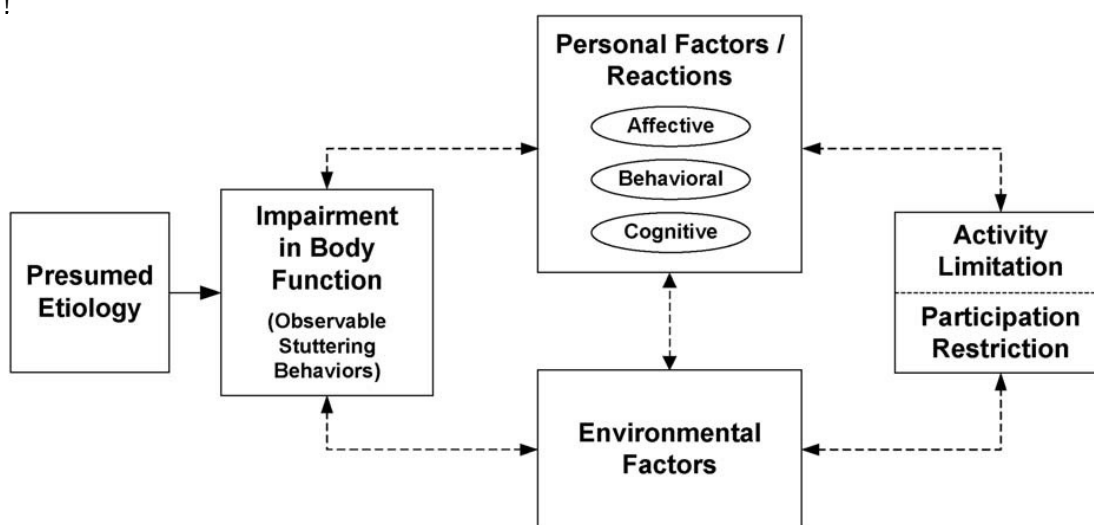 !
Personal Factors /
Reactions
Affective
Behavioral
Cognitive
Impairment
in Body
Function
(Observable
Stuttering
Behaviors)
Presumed
Etiology
Activity
Limitation
Participation
Restriction
Environmental
Factors